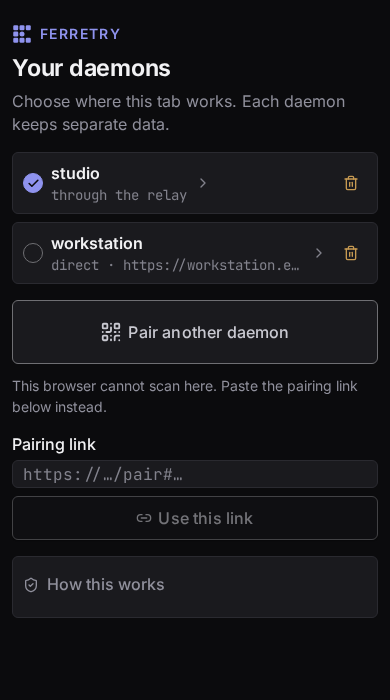 FERRETRY
Your daemons
Choose where this tab works. Each daemon
keeps separate data.
studio
through the relay
workstation
direct · https://workstation.e…
Pair another daemon
This browser cannot scan here. Paste the pairing link
below instead.
Pairing link
https://…/pair#…
Use this link
How this works